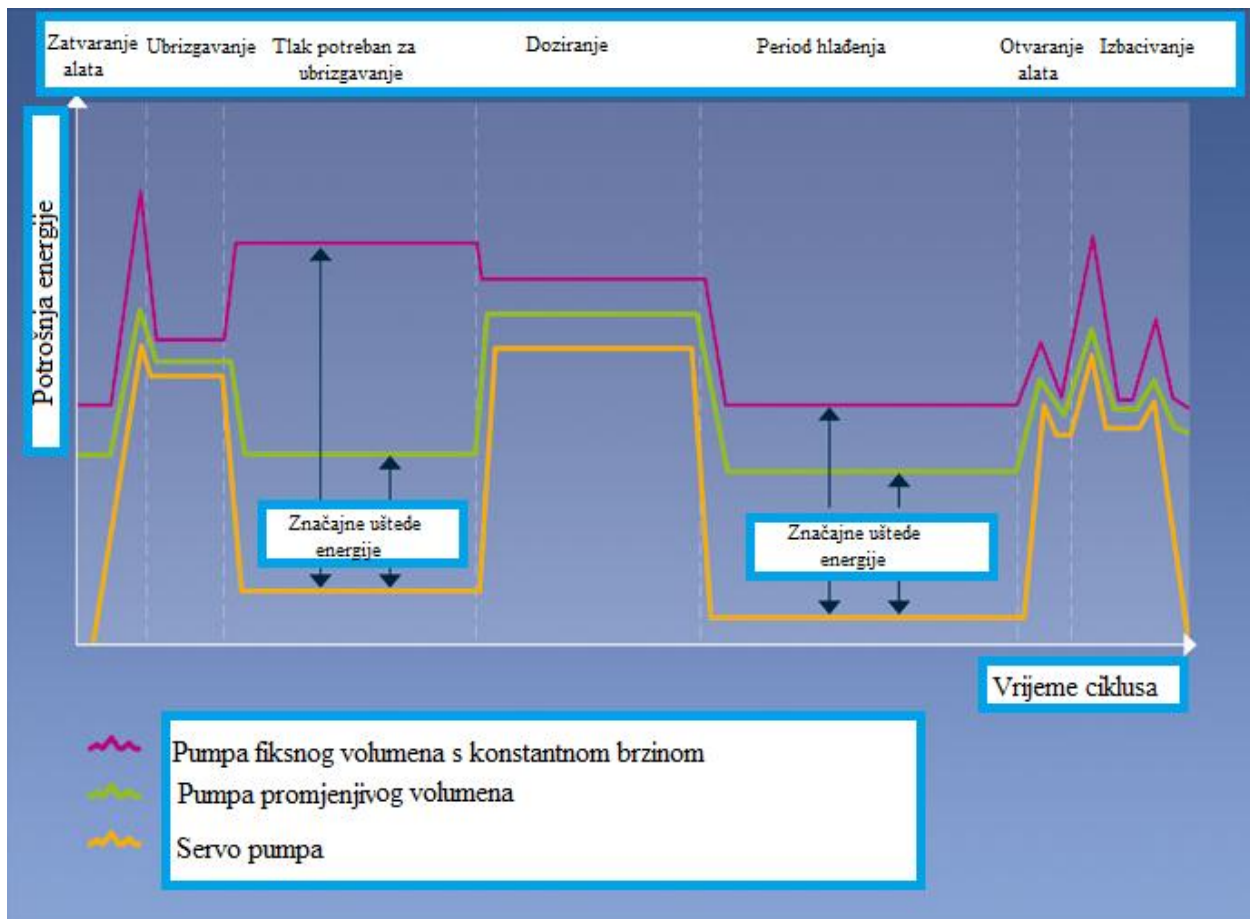 Zatvaranje Ubrizgavanje Tlak potreban za Doziranje Period hlađenja Otvaranje Izbacivanje
alata ubrizgavanje alata
Potrošnja energije
Značajne uštede
energije
Značajne uštede
energije
Vrijeme ciklusa
Pumpa fiksnog volumena s konstantnom brzinom
Pumpa promjenjivog volumena
Servo pumpa